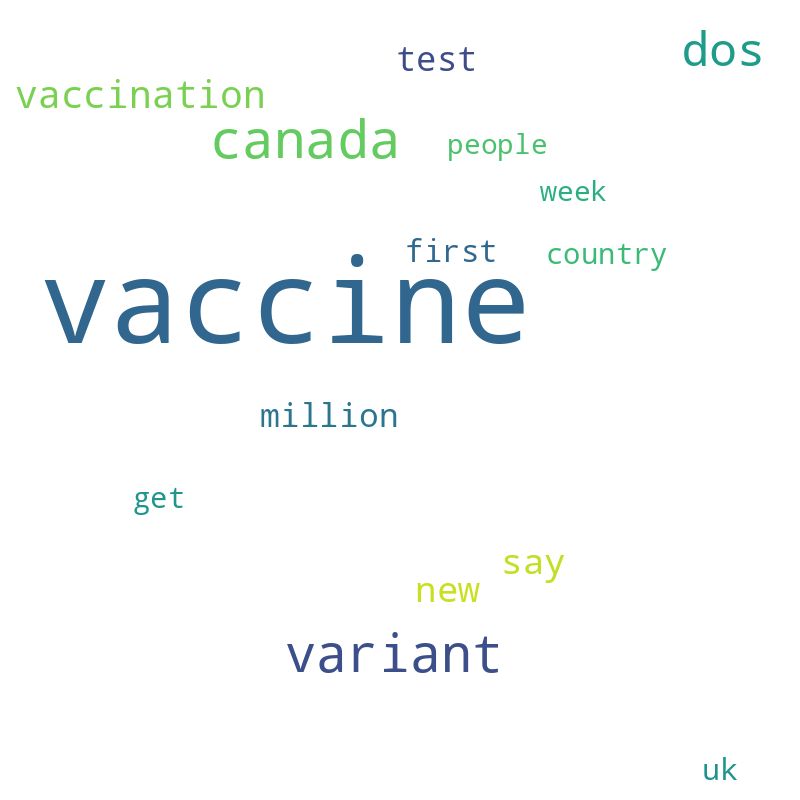 dos
test
vaccination
canada
people
week
first
country
vaccine
million
get
say
new
variant
uk